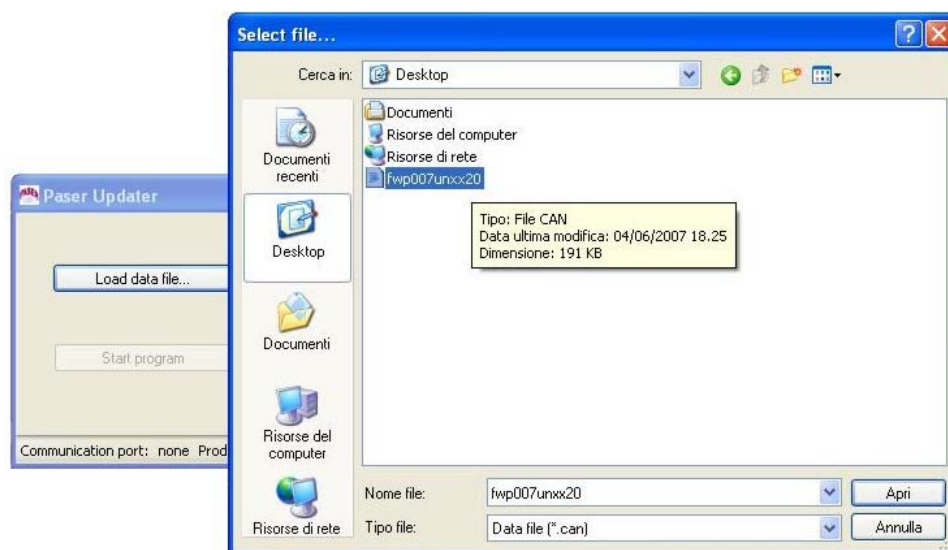 Select file...
Cerca in:
Desktop
Documenti recenti
Desktop
Documenti
Risorse del computer
Risorse di rete
Documenti
Risorse del computer
Risorse di rete
fwp007unxx20
Tipo: File CAN
Data ultima modifica: 04/06/2007 18.25
Dimensione: 191 KB
Nome file:
fwp007unxx20
Apri
Tipo file:
Data file (*.can)
Annulla
Paser Updater
Load data file...
Start program
Communication port: none Prod